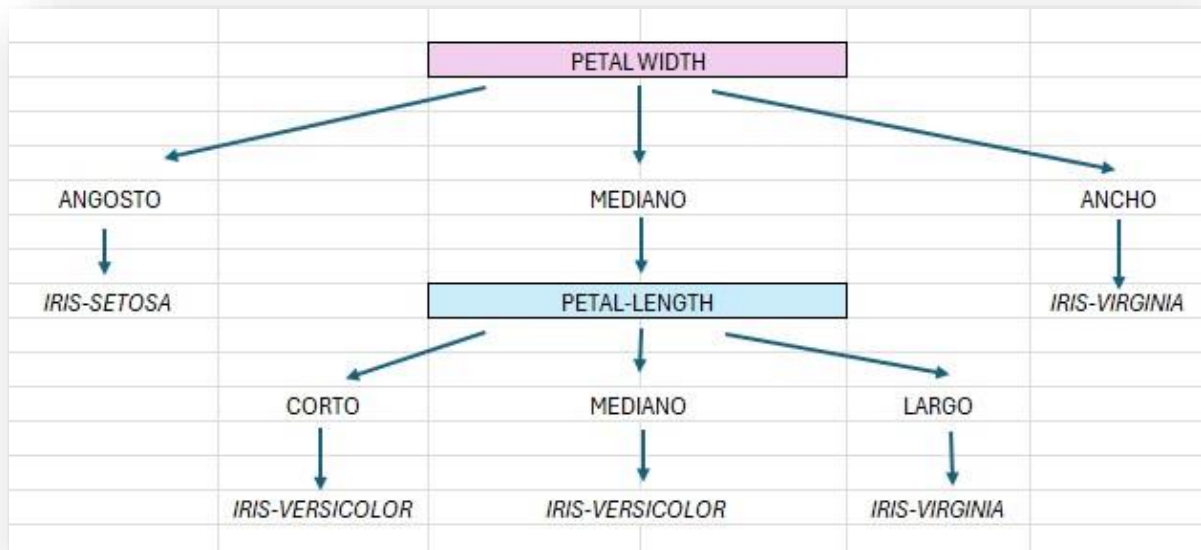 PETAL WIDTH
ANGOSTO MEDIANO ANCHO
IRIS-SETOSA PETAL-LENGTH IRIS-VIRGINIA
CORTO MEDIANO LARGO
IRIS-VERSICOLOR IRIS-VERSICOLOR IRIS-VIRGINIA